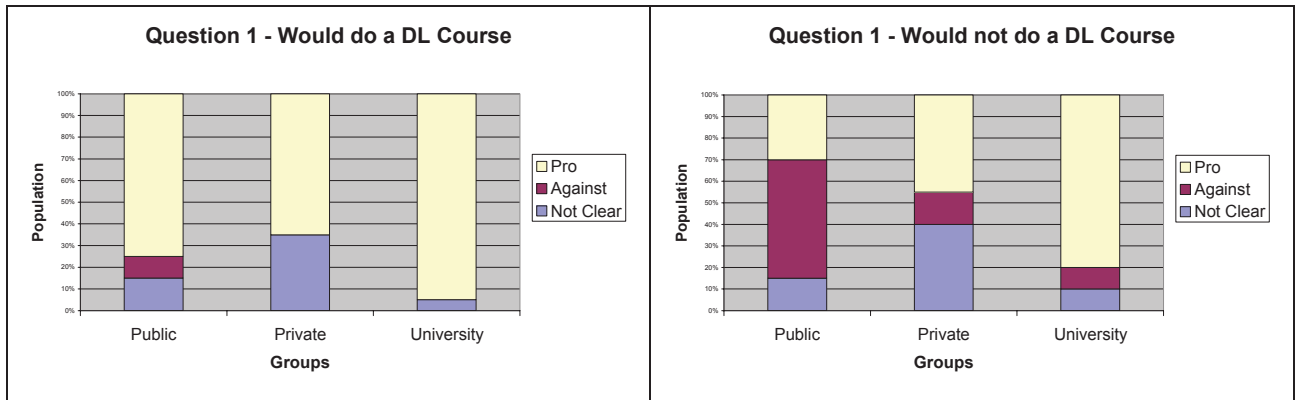 Question 1 - Would do a DL Course
100%
90%
80%
70%
60%
50%
40%
30%
20%
10%
0%
Population
Public Private University
Groups
Pro
Against
Not Clear
Question 1 - Would not do a DL Course
100%
90%
80%
70%
60%
50%
40%
30%
20%
10%
0%
Population
Public Private University
Groups
Pro
Against
Not Clear